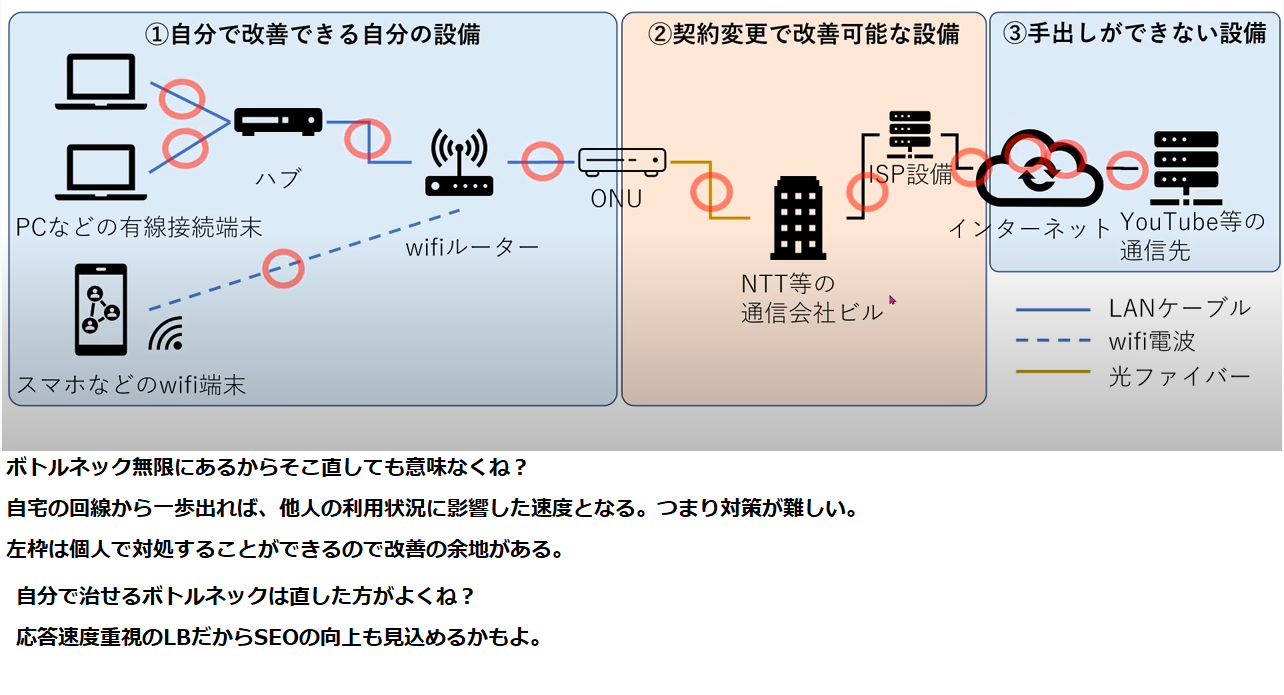 ①自分で改善できる自分の設備
②契約変更で改善可能な設備
③手出しができない設備
ハブ
PCなどの有線接続端末
wifiルーター
ONU
スマホなどのwifi端末
ISP設備
NTT等の
通信会社ビル
インターネット
YouTube等の
通信先
LANケーブル
wifi電波
光ファイバー
ボトルネック無限にあるからそこ直しても意味なくね？
自宅の回線から一歩出れば、他人の利用状況に影響した速度となる。つまり対策が難しい。
左枠は個人で対処することができるので改善の余地がある。
自分で治せるボトルネックは直した方がよくね？
応答速度重視のLBだからSEOの向上も見込めるかもよ。